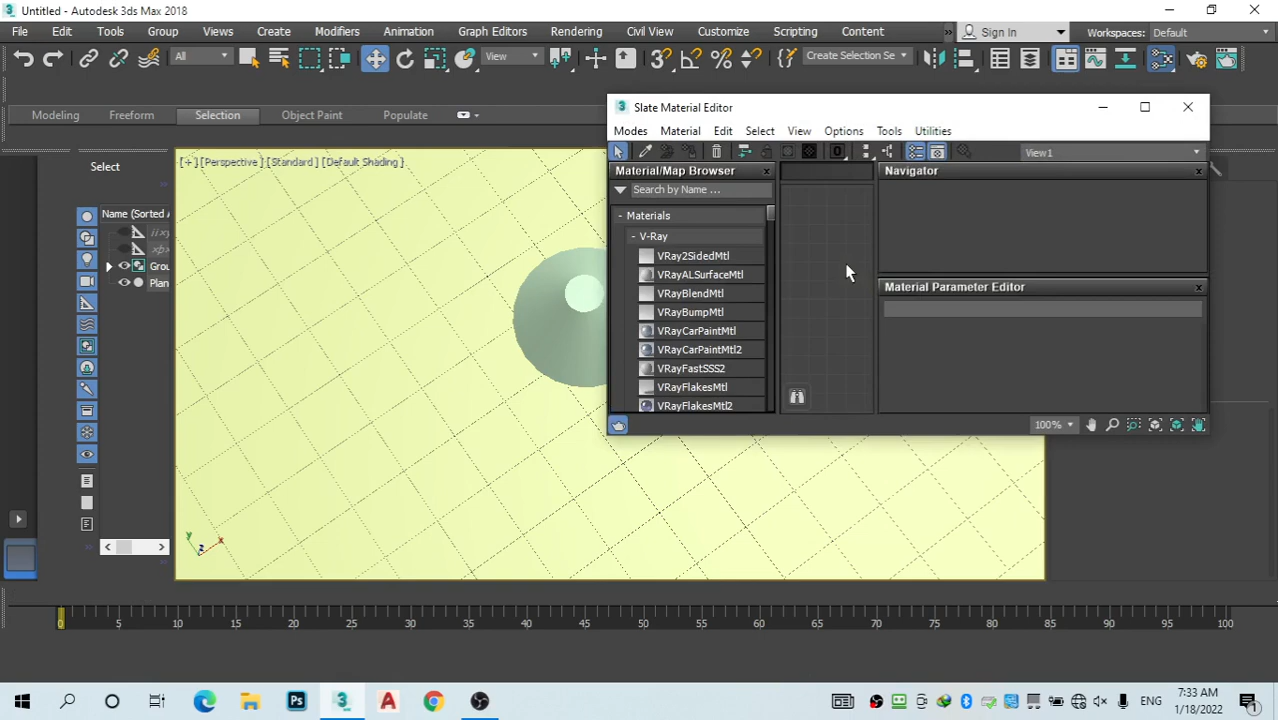 Untitled - Autodesk 3ds Max 2018
File Edit Tools Group Views Create Modifiers Animation Graph Editors Rendering Civil View Customize Scripting Content » Sign In Workspaces: Default
All View Create Selection Se
Modeling Freeform Selection Object Paint Populate
Slate Material Editor
Modes Material Edit Select View Options Tools Utilities
View1
[+] [Perspective] [Standard] [Default Shading]
Select
Material/Map Browser
Navigator
Search by Name ...
Name (Sorted A
- Materials
- V-Ray
VRay2SidedMtl
VRayALSurfaceMtl
VRayBlendMtl
VRayBumpMtl
VRayCarPaintMtl
VRayCarPaintMtl2
VRayFastSSS2
VRayFlakesMtl
VRayFlakesMtl2
Grou
Plan
Material Parameter Editor
100%
y x z
0 5 10 15 20 25 30 35 40 45 50 55 60 65 70 75 80 85 90 95 100
ENG
7:33 AM
1/18/2022
1